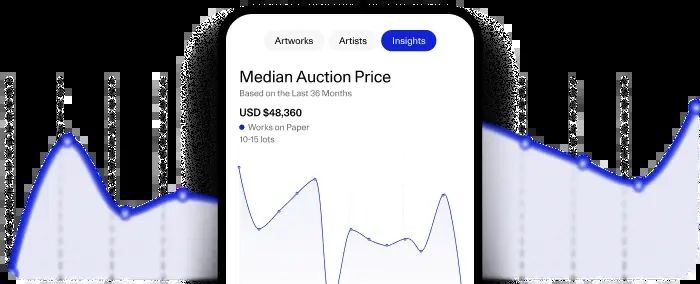 Artworks
Artists
Insights
Median Auction Price
Based on the Last 36 Months
USD $48,360
Works on Paper
10-15 lots